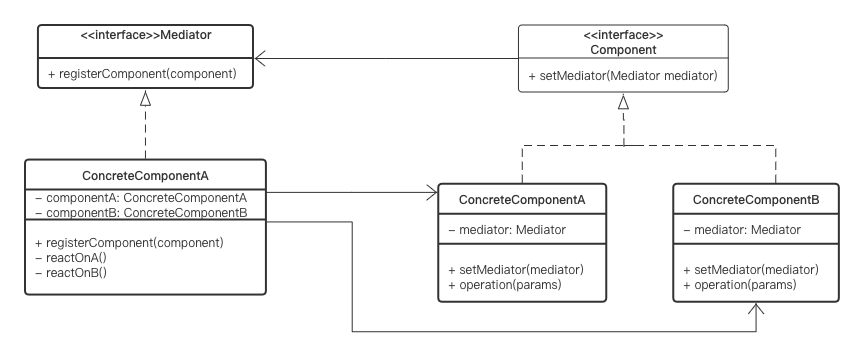 <<interface>>Mediator
+ registerComponent(component)
<<interface>>
Component
+ setMediator(Mediator mediator)
ConcreteComponentA
– componentA: ConcreteComponentA
– componentB: ConcreteComponentB
+ registerComponent(component)
– reactOnA()
– reactOnB()
ConcreteComponentA
– mediator: Mediator
+ setMediator(mediator)
+ operation(params)
ConcreteComponentB
– mediator: Mediator
+ setMediator(mediator)
+ operation(params)